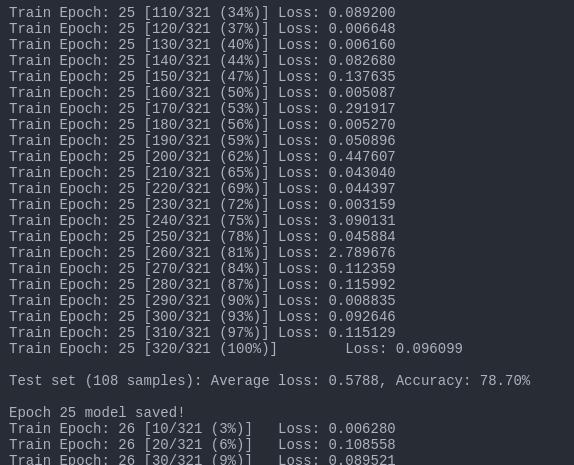 Train Epoch: 25 [110/321 (34%)] Loss: 0.089200
Train Epoch: 25 [120/321 (37%)] Loss: 0.006648
Train Epoch: 25 [130/321 (40%)] Loss: 0.006160
Train Epoch: 25 [140/321 (44%)] Loss: 0.082680
Train Epoch: 25 [150/321 (47%)] Loss: 0.137635
Train Epoch: 25 [160/321 (50%)] Loss: 0.005087
Train Epoch: 25 [170/321 (53%)] Loss: 0.291917
Train Epoch: 25 [180/321 (56%)] Loss: 0.005270
Train Epoch: 25 [190/321 (59%)] Loss: 0.050896
Train Epoch: 25 [200/321 (62%)] Loss: 0.447607
Train Epoch: 25 [210/321 (65%)] Loss: 0.043040
Train Epoch: 25 [220/321 (69%)] Loss: 0.044397
Train Epoch: 25 [230/321 (72%)] Loss: 0.003159
Train Epoch: 25 [240/321 (75%)] Loss: 3.090131
Train Epoch: 25 [250/321 (78%)] Loss: 0.045884
Train Epoch: 25 [260/321 (81%)] Loss: 2.789676
Train Epoch: 25 [270/321 (84%)] Loss: 0.112359
Train Epoch: 25 [280/321 (87%)] Loss: 0.115992
Train Epoch: 25 [290/321 (90%)] Loss: 0.008835
Train Epoch: 25 [300/321 (93%)] Loss: 0.092646
Train Epoch: 25 [310/321 (97%)] Loss: 0.115129
Train Epoch: 25 [320/321 (100%)]        Loss: 0.096099
Test set (108 samples): Average loss: 0.5788, Accuracy: 78.70%
Epoch 25 model saved!
Train Epoch: 26 [10/321 (3%)]   Loss: 0.006280
Train Epoch: 26 [20/321 (6%)]   Loss: 0.108558
Train Epoch: 26 [30/321 (9%)]   Loss: 0.089521